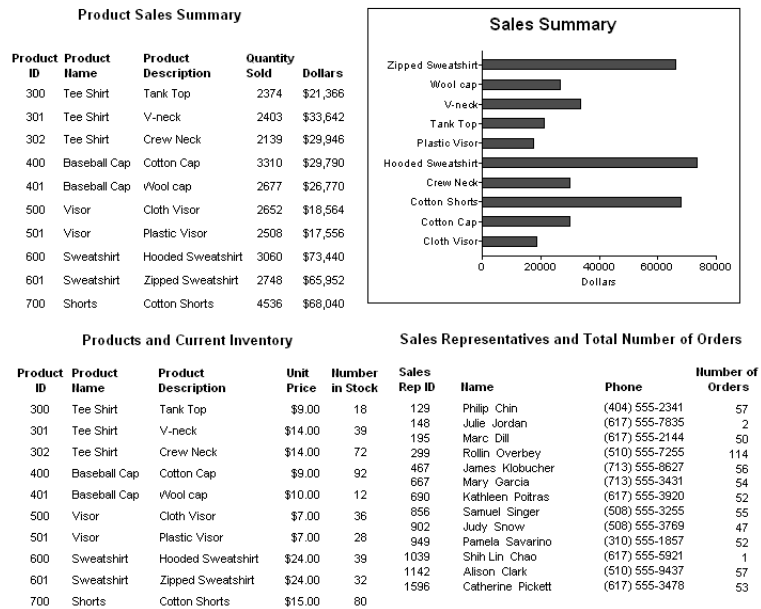 Product Sales Summary
Product Product Product Quantity
ID Name Description Sold Dollars
300 Tee Shirt Tank Top 2374 $21,366
301 Tee Shirt V-neck 2403 $33,642
302 Tee Shirt Crew Neck 2139 $29,946
400 Baseball Cap Cotton Cap 3310 $29,790
401 Baseball Cap Wool cap 2677 $26,770
500 Visor Cloth Visor 2652 $18,564
501 Visor Plastic Visor 2508 $17,556
600 Sweatshirt Hooded Sweatshirt 3060 $73,440
601 Sweatshirt Zipped Sweatshirt 2748 $65,952
700 Shorts Cotton Shorts 4536 $68,040
Sales Summary
Zipped Sweatshirt
Wool cap
V-neck
Tank Top
Plastic Visor
Hooded Sweatshirt
Crew Neck
Cotton Shorts
Cotton Cap
Cloth Visor
0 20000 40000 60000 80000
Dollars
Products and Current Inventory
Product Product Product Unit Number
ID Name Description Price in Stock
300 Tee Shirt Tank Top $9.00 18
301 Tee Shirt V-neck $14.00 39
302 Tee Shirt Crew Neck $14.00 72
400 Baseball Cap Cotton Cap $9.00 92
401 Baseball Cap Wool cap $10.00 12
500 Visor Cloth Visor $7.00 36
501 Visor Plastic Visor $7.00 28
600 Sweatshirt Hooded Sweatshirt $24.00 39
601 Sweatshirt Zipped Sweatshirt $24.00 32
700 Shorts Cotton Shorts $15.00 80
Sales Representatives and Total Number of Orders
Sales Number of
Rep ID Name Phone Orders
129 Philip Chin (404) 555-2341 57
148 Julie Jordan (617) 555-7835 2
195 Marc Dill (617) 555-2144 50
299 Rollin Overbey (510) 555-7255 114
467 James Klobucher (713) 555-8627 56
667 Mary Garcia (713) 555-3431 54
690 Kathleen Poitras (617) 555-3920 52
856 Samuel Singer (508) 555-3255 55
902 Judy Snow (508) 555-3769 47
949 Pamela Savarino (310) 555-1857 52
1039 Shih Lin Chao (617) 555-5921 1
1142 Alison Clark (510) 555-9437 57
1596 Catherine Pickett (617) 555-3478 53